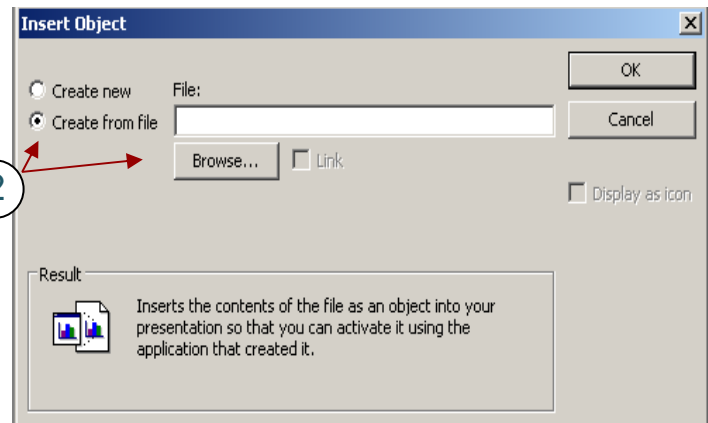 Insert Object
OK
Create new
File:
Create from file
Cancel
Browse...
Link
2
Display as icon
Result
Inserts the contents of the file as an object into your
presentation so that you can activate it using the
application that created it.